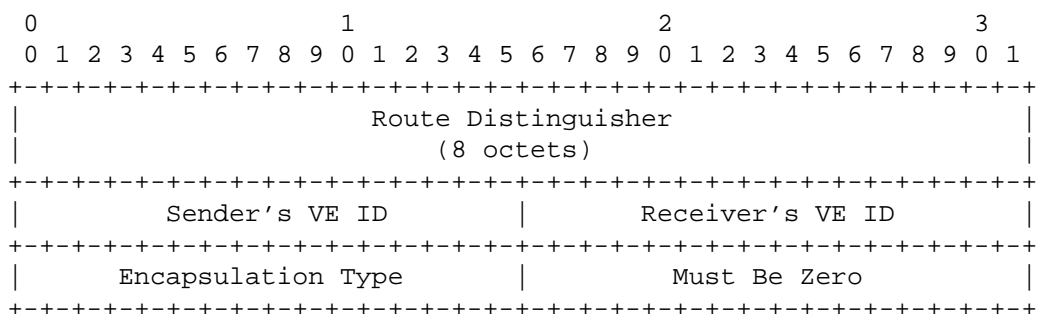 0                   1                   2                   3
 0 1 2 3 4 5 6 7 8 9 0 1 2 3 4 5 6 7 8 9 0 1 2 3 4 5 6 7 8 9 0 1
+-+-+-+-+-+-+-+-+-+-+-+-+-+-+-+-+-+-+-+-+-+-+-+-+-+-+-+-+-+-+-+-+
|                      Route Distinguisher                      |
|                          (8 octets)                           |
+-+-+-+-+-+-+-+-+-+-+-+-+-+-+-+-+-+-+-+-+-+-+-+-+-+-+-+-+-+-+-+-+
|         Sender’s VE ID        |       Receiver’s VE ID        |
+-+-+-+-+-+-+-+-+-+-+-+-+-+-+-+-+-+-+-+-+-+-+-+-+-+-+-+-+-+-+-+-+
|      Encapsulation Type       |         Must Be Zero          |
+-+-+-+-+-+-+-+-+-+-+-+-+-+-+-+-+-+-+-+-+-+-+-+-+-+-+-+-+-+-+-+-+